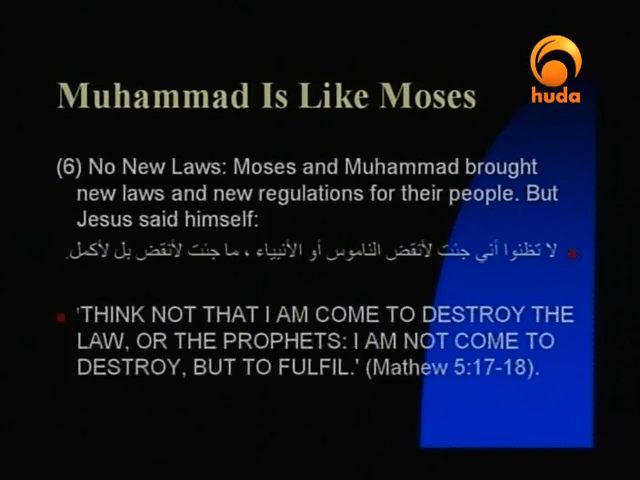 huda
Muhammad Is Like Moses
(6) No New Laws: Moses and Muhammad brought
new laws and new regulations for their people. But
Jesus said himself:
لا تظنوا أني جئت لأنقض الناموس أو الأنبياء ، ما جئت لأنقض بل لأكمل.
'THINK NOT THAT I AM COME TO DESTROY THE
LAW, OR THE PROPHETS: I AM NOT COME TO
DESTROY, BUT TO FULFIL.' (Mathew 5:17-18).